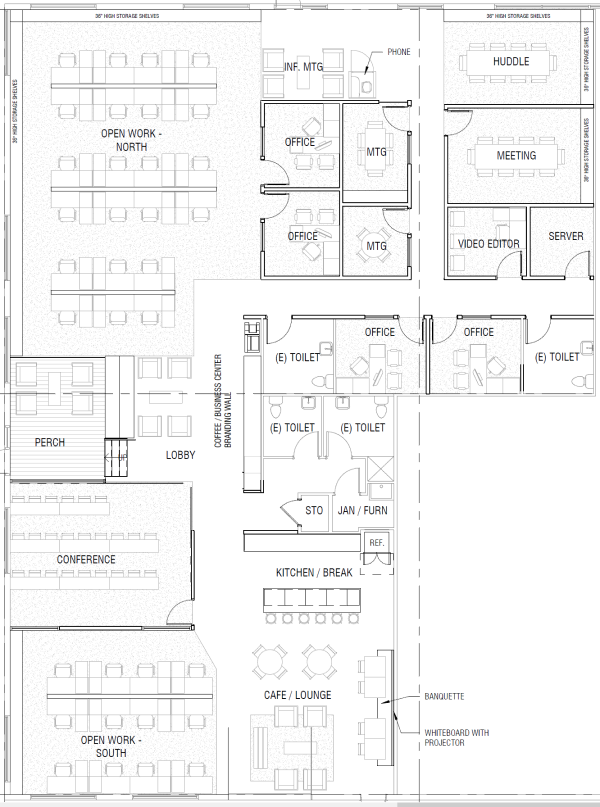 36" HIGH STORAGE SHELVES
36" HIGH STORAGE SHELVES
36" HIGH STORAGE SHELVES
36" HIGH STORAGE SHELVES
36" HIGH STORAGE SHELVES
PHONE
INF. MTG
HUDDLE
OPEN WORK -
NORTH
OFFICE
MTG
MEETING
OFFICE
MTG
VIDEO EDITOR
SERVER
OFFICE
OFFICE
(E) TOILET
(E) TOILET
COFFEE / BUSINESS CENTER
BRANDING WALL
(E) TOILET
(E) TOILET
PERCH
UP
LOBBY
STO
JAN / FURN
REF.
CONFERENCE
KITCHEN / BREAK
CAFE / LOUNGE
BANQUETTE
WHITEBOARD WITH
PROJECTOR
OPEN WORK -
SOUTH